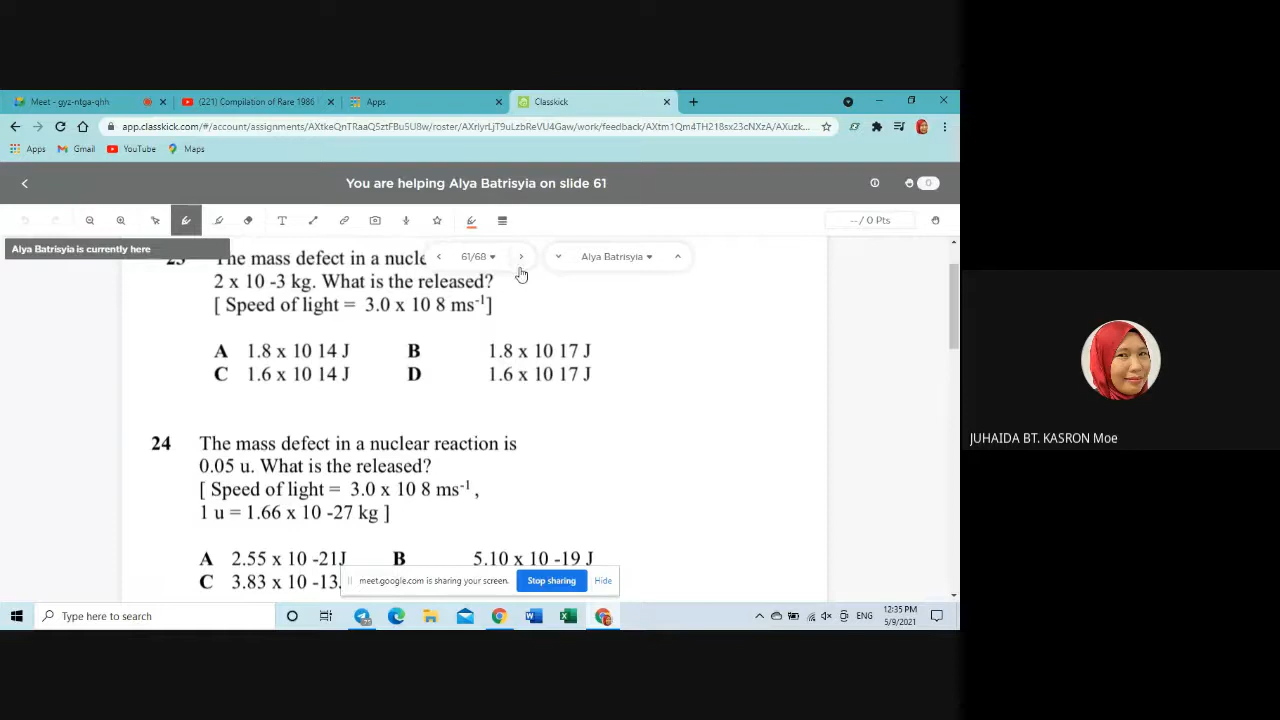 Meet - gyz-ntga-qhh
(221) Compilation of Rare 1986
Apps
Classkick
app.classkick.com/#/account/assignments/AXtkeQnTRaaQ5ztFBu5U8w/roster/AXrlyrLjT9uLzbReVU4Gaw/work/feedback/AXtm1Qm4TH218sx23cNXzA/AXuzk...
Apps
Gmail
YouTube
Maps
You are helping Alya Batrisyia on slide 61
0
T
-- / 0 Pts
Alya Batrisyia is currently here
61/68
Alya Batrisyia
The mass defect in a
2 x 10 -3 kg. What is the released?
[ Speed of light = 3.0 x 10 8 ms-1]
A 1.8 x 10 14 J B 1.8 x 10 17 J
C 1.6 x 10 14 J D 1.6 x 10 17 J
24 The mass defect in a nuclear reaction is
0.05 u. What is the released?
[ Speed of light = 3.0 x 10 8 ms-1 ,
1 u = 1.66 x 10 -27 kg ]
A 2.55 x 10 -21J B 5.10 x 10 -19 J
C 3.83 x 10 -13
meet.google.com is sharing your screen.
Stop sharing
Hide
Type here to search
ENG
12:35 PM
5/9/2021
JUHAIDA BT. KASRON Moe